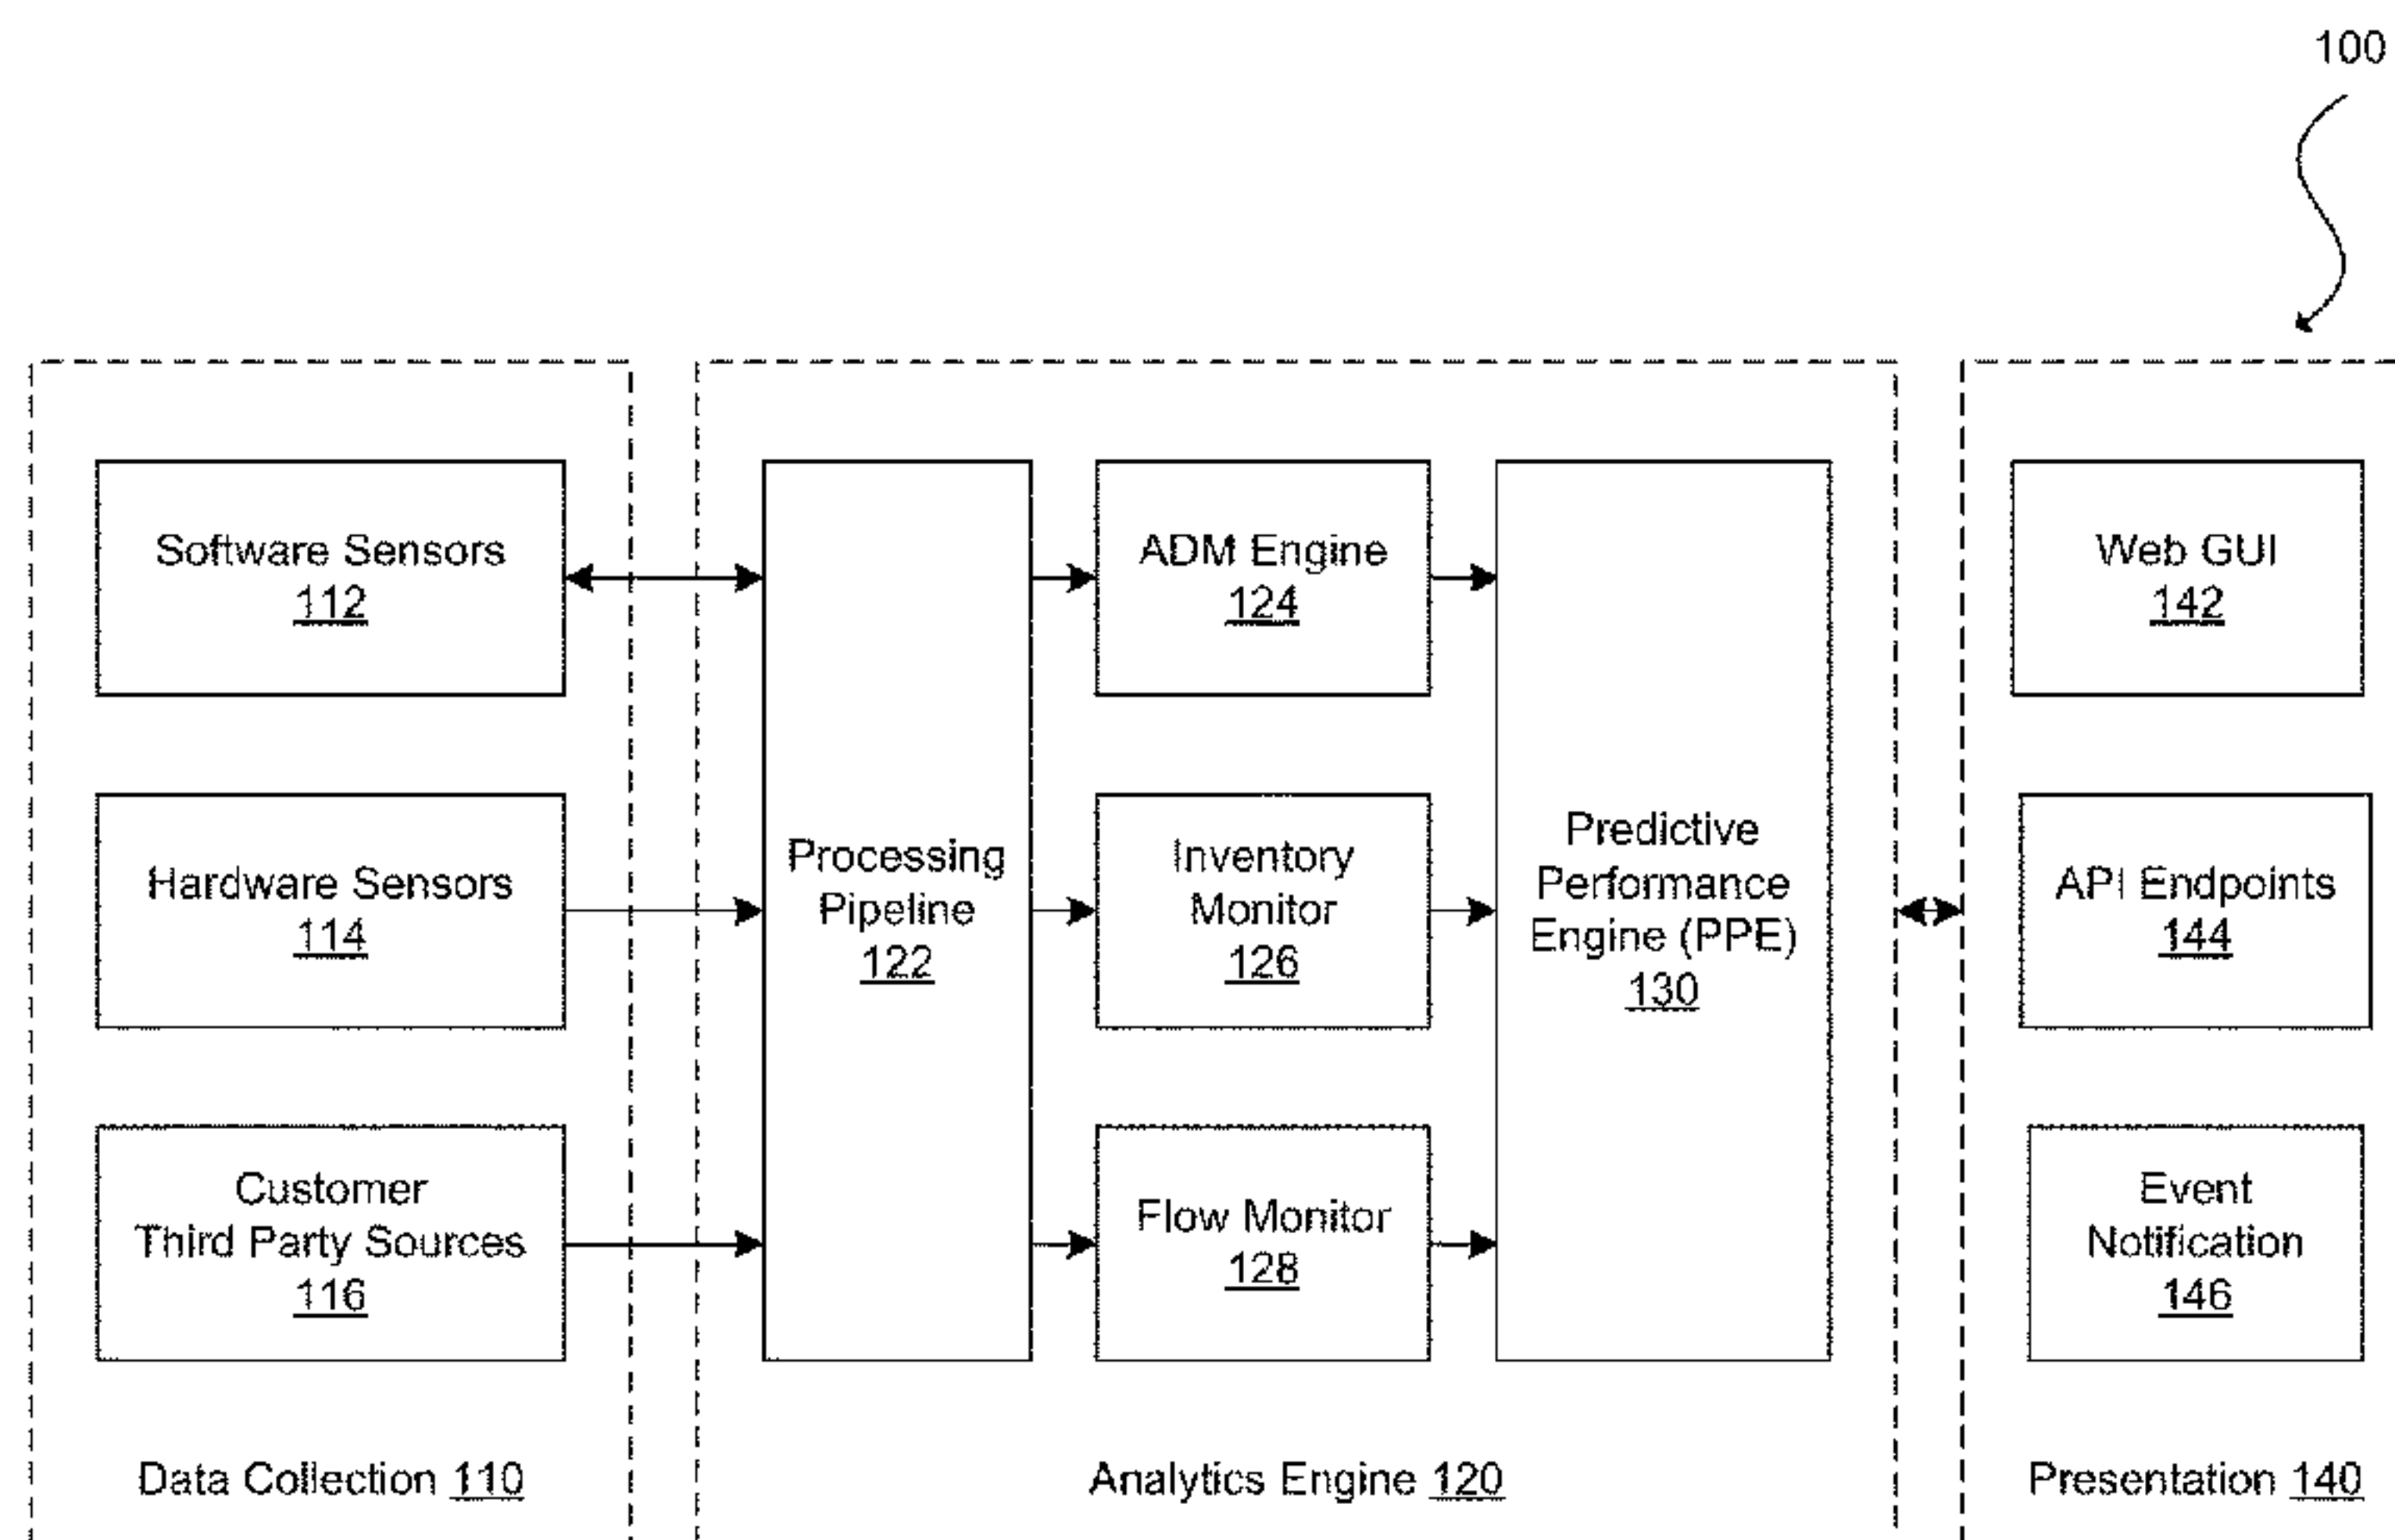 100
Software Sensors
112
Hardware Sensors
114
Customer
Third Party Sources
116
Data Collection 110
Processing
Pipeline
122
ADM Engine
124
Inventory
Monitor
126
Flow Monitor
128
Predictive
Performance
Engine (PPE)
130
Analytics Engine 120
Web GUI
142
API Endpoints
144
Event
Notification
146
Presentation 140